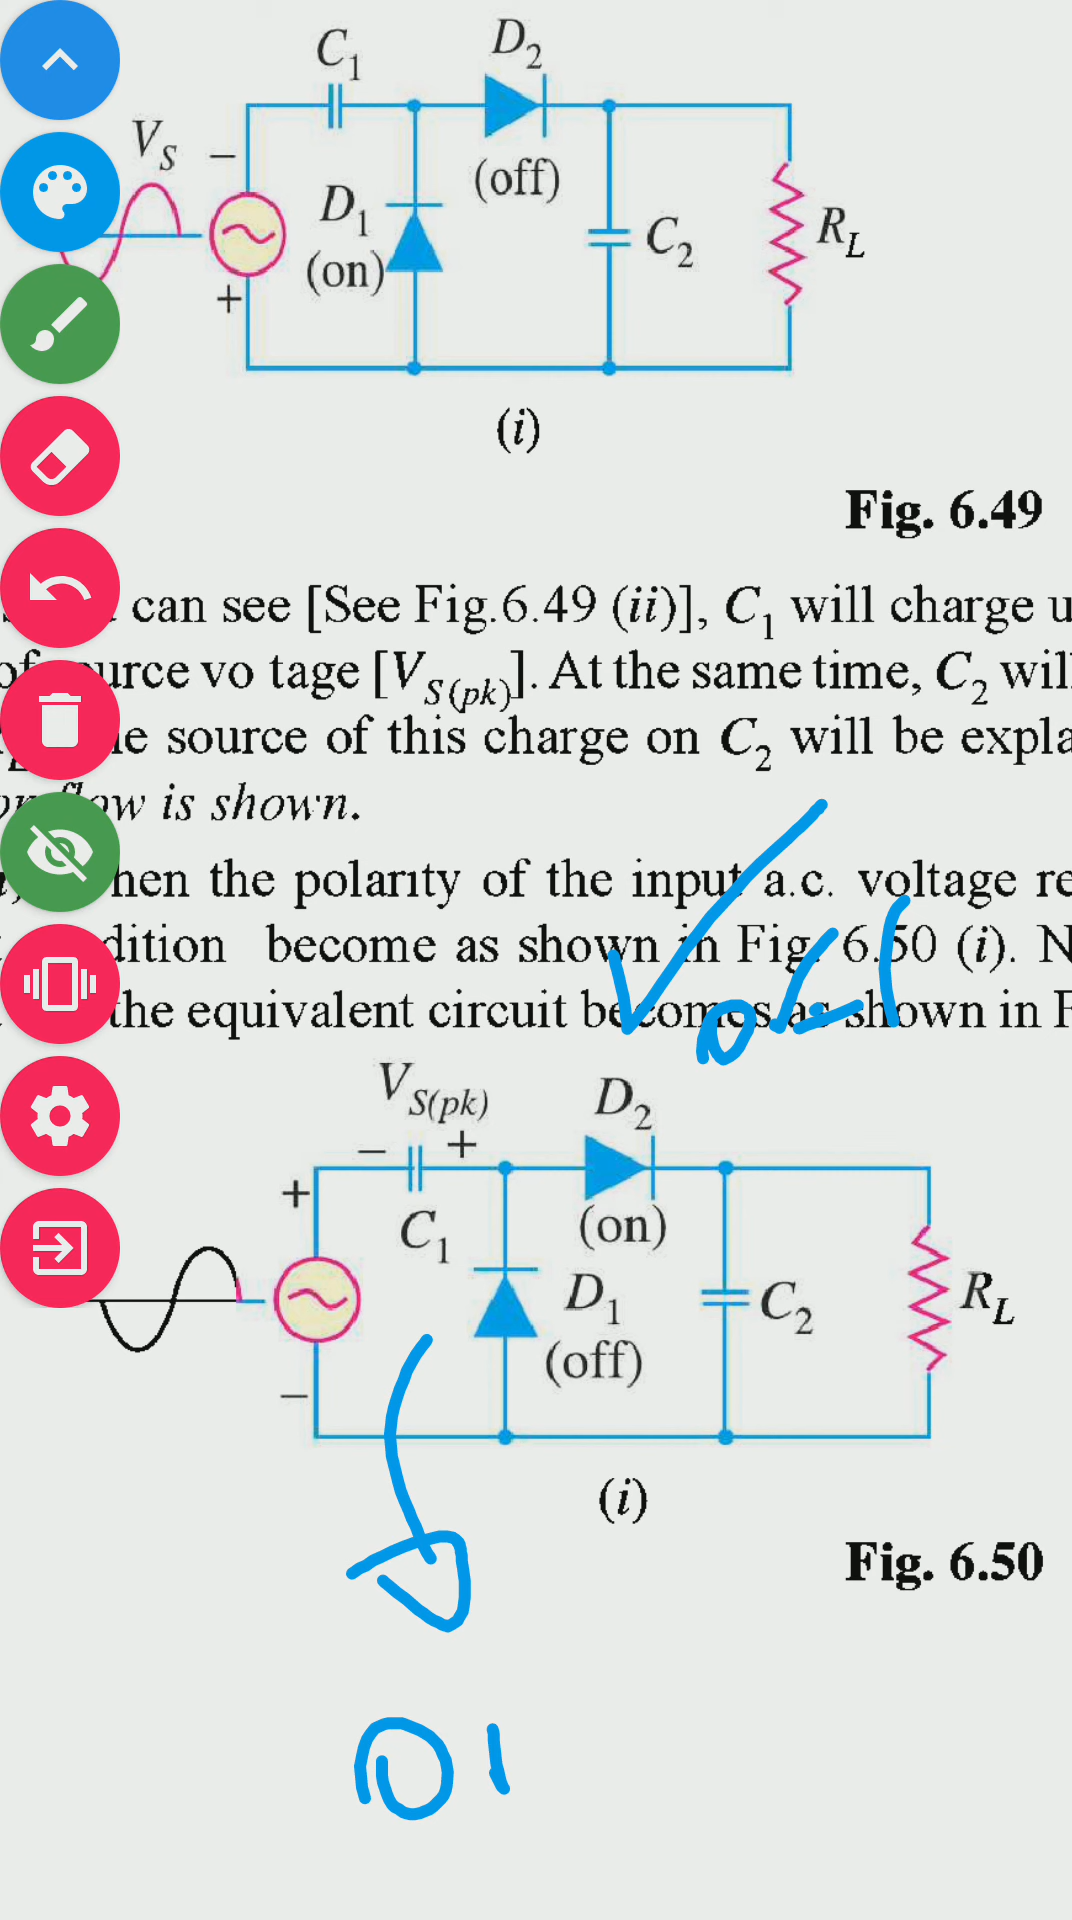 C1
D2
VS
−
(off)
D1
C2
RL
(on)
+
(i)
Fig. 6.49
can see [See Fig.6.49 (ii)], C1 will charge u
of urce vo tage [VS(pk)]. At the same time, C2 wil
e source of this charge on C2 will be expla
flow is shown.
hen the polarity of the input a.c. voltage re
dition become as shown in Fig. 6.50 (i). N
the equivalent circuit becomes as shown in F
VS(pk)
D2
− +
+
C1
(on)
D1
C2
RL
(off)
−
(i)
Fig. 6.50
D1